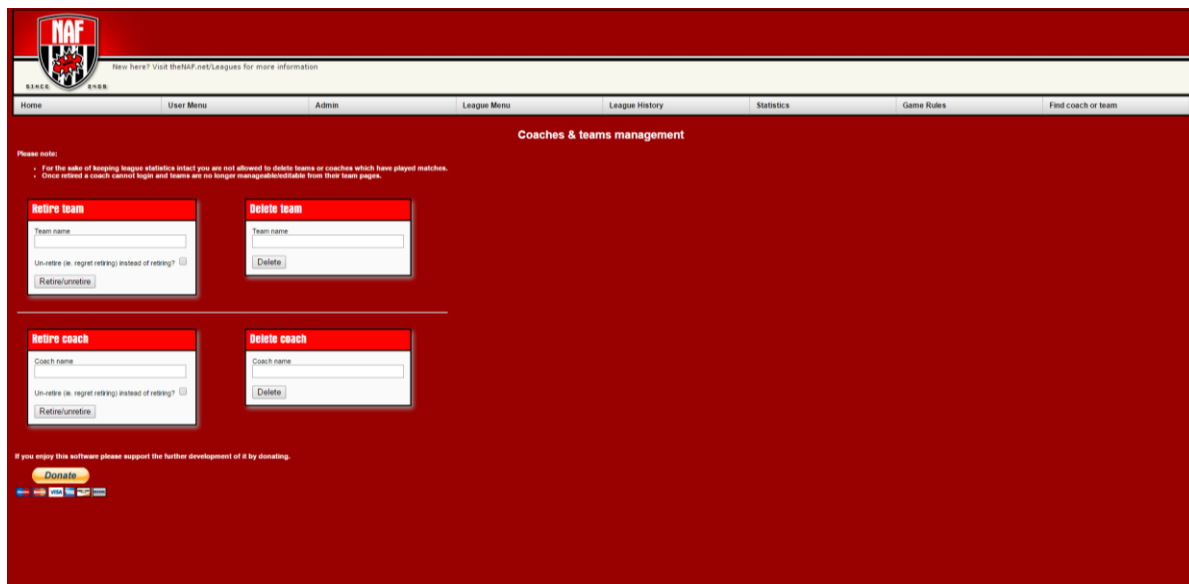 NAF
SINCE
New here? Visit theNAF.net/Leagues for more information
Home User Menu Admin League Menu League History Statistics Game Rules Find coach or team
Coaches & teams management
Please note:
For the sake of keeping league statistics intact you are not allowed to delete teams or coaches which have played matches.
Once retired a coach cannot login and teams are no longer manageable/editable from their team pages.
Retire team
Team name
Un-retire (ie. regret retiring) instead of retiring?
Retire/unretire
Delete team
Team name
Delete
Retire coach
Coach name
Un-retire (ie. regret retiring) instead of retiring?
Retire/unretire
Delete coach
Coach name
Delete
If you enjoy this software please support the further development of it by donating.
Donate
VISA